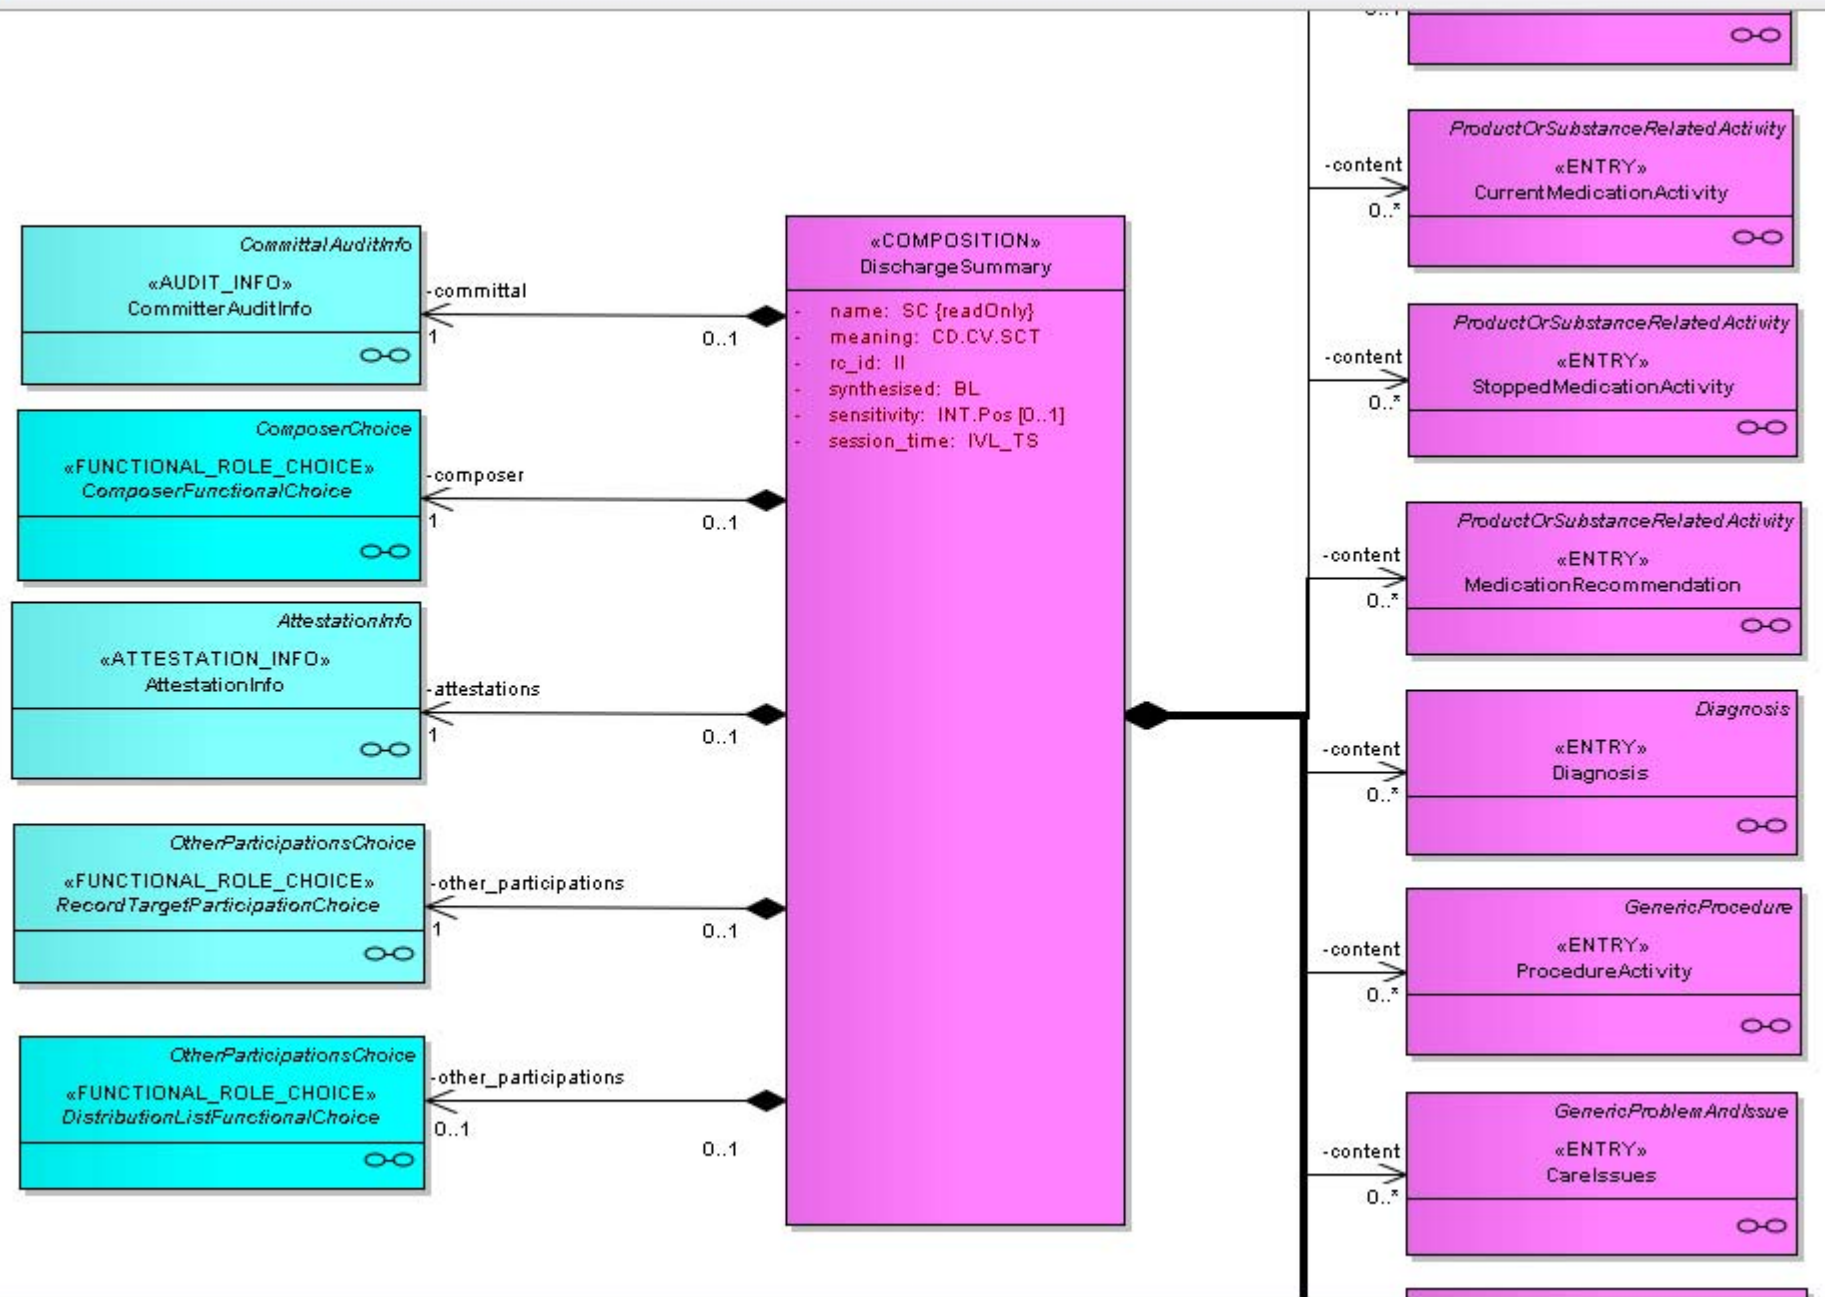 CommittalAuditInfo
«AUDIT_INFO»
CommitterAuditInfo
-committal
1
0..1
ComposerChoice
«FUNCTIONAL_ROLE_CHOICE»
ComposerFunctionalChoice
-composer
1
0..1
AttestationInfo
«ATTESTATION_INFO»
AttestationInfo
-attestations
1
0..1
OtherParticipationsChoice
«FUNCTIONAL_ROLE_CHOICE»
RecordTargetParticipationChoice
-other_participations
1
0..1
OtherParticipationsChoice
«FUNCTIONAL_ROLE_CHOICE»
DistributionListFunctionalChoice
-other_participations
0..1
0..1
«COMPOSITION»
DischargeSummary
- name: SC {readOnly}
- meaning: CD.CV.SCT
- rc_id: II
- synthesised: BL
- sensitivity: INT.Pos [0..1]
- session_time: IVL_TS
-content
0..*
ProductOrSubstanceRelatedActivity
«ENTRY»
CurrentMedicationActivity
-content
0..*
ProductOrSubstanceRelatedActivity
«ENTRY»
StoppedMedicationActivity
-content
0..*
ProductOrSubstanceRelatedActivity
«ENTRY»
MedicationRecommendation
-content
0..*
Diagnosis
«ENTRY»
Diagnosis
-content
0..*
GenericProcedure
«ENTRY»
ProcedureActivity
-content
0..*
GenericProblemAndIssue
«ENTRY»
CareIssues